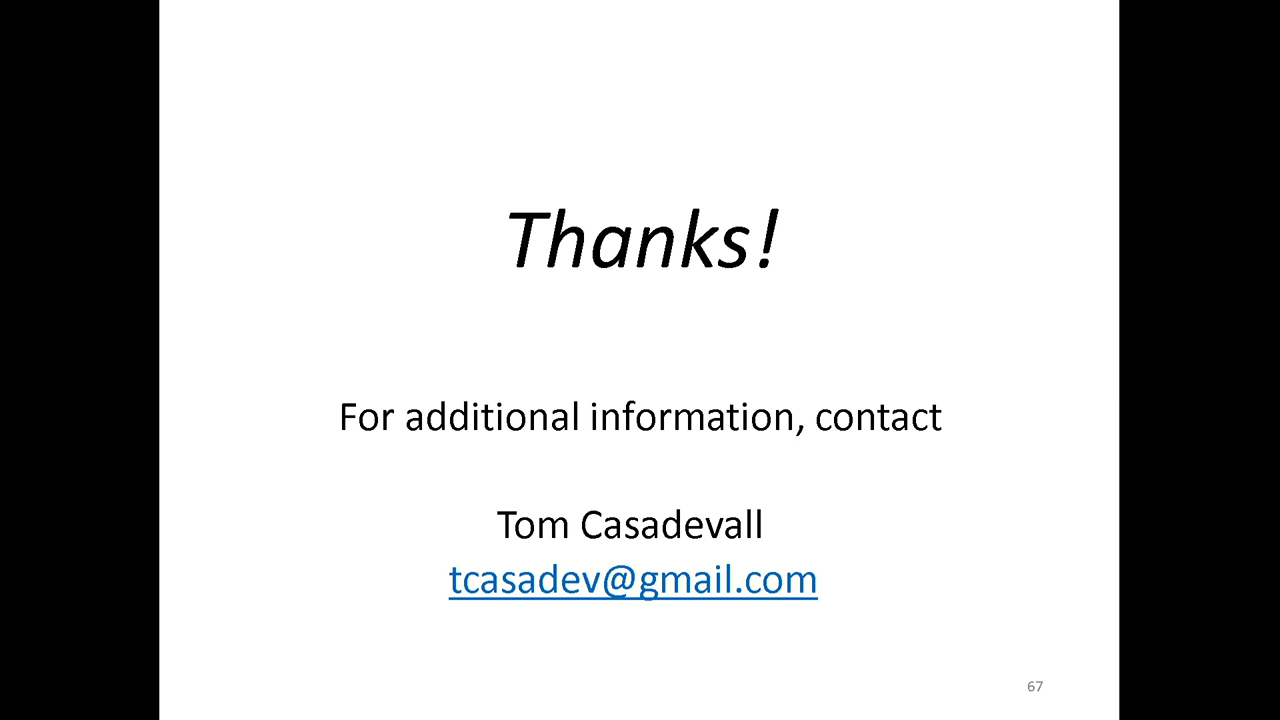 Thanks!
For additional information, contact
Tom Casadevall
tcasadev@gmail.com
67